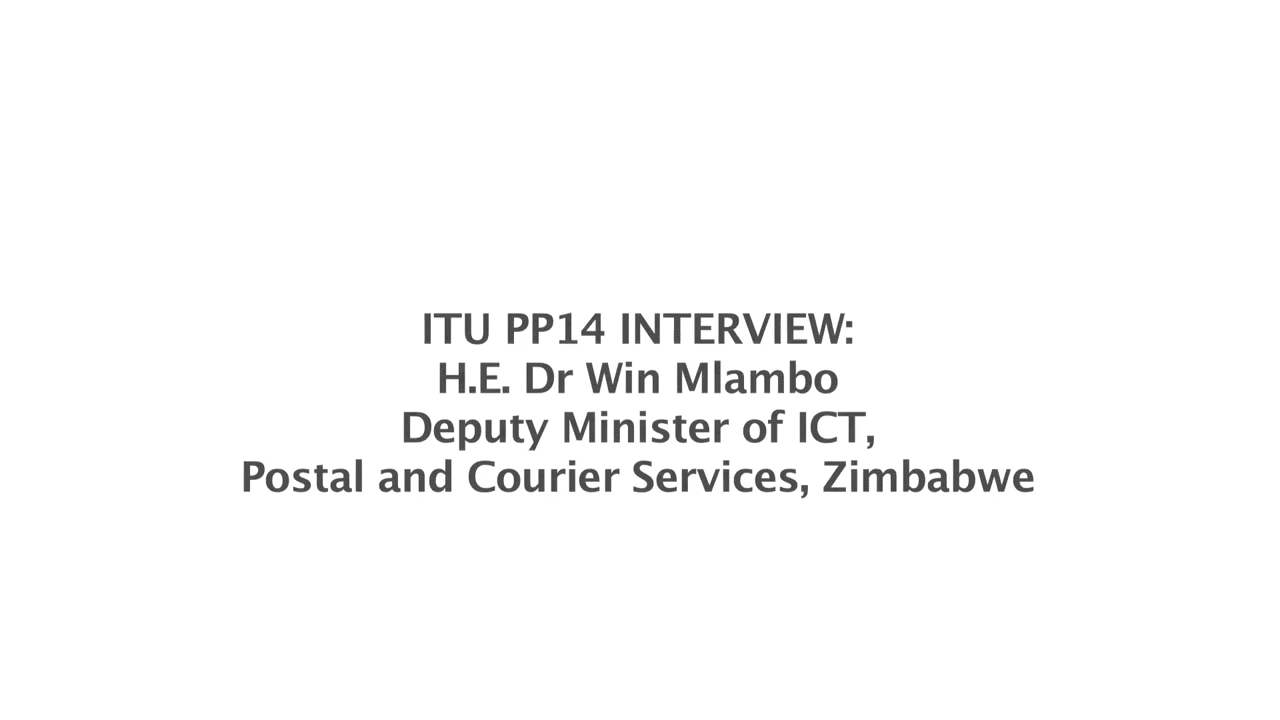 ITU PP14 INTERVIEW:
H.E. Dr Win Mlambo
Deputy Minister of ICT,
Postal and Courier Services, Zimbabwe